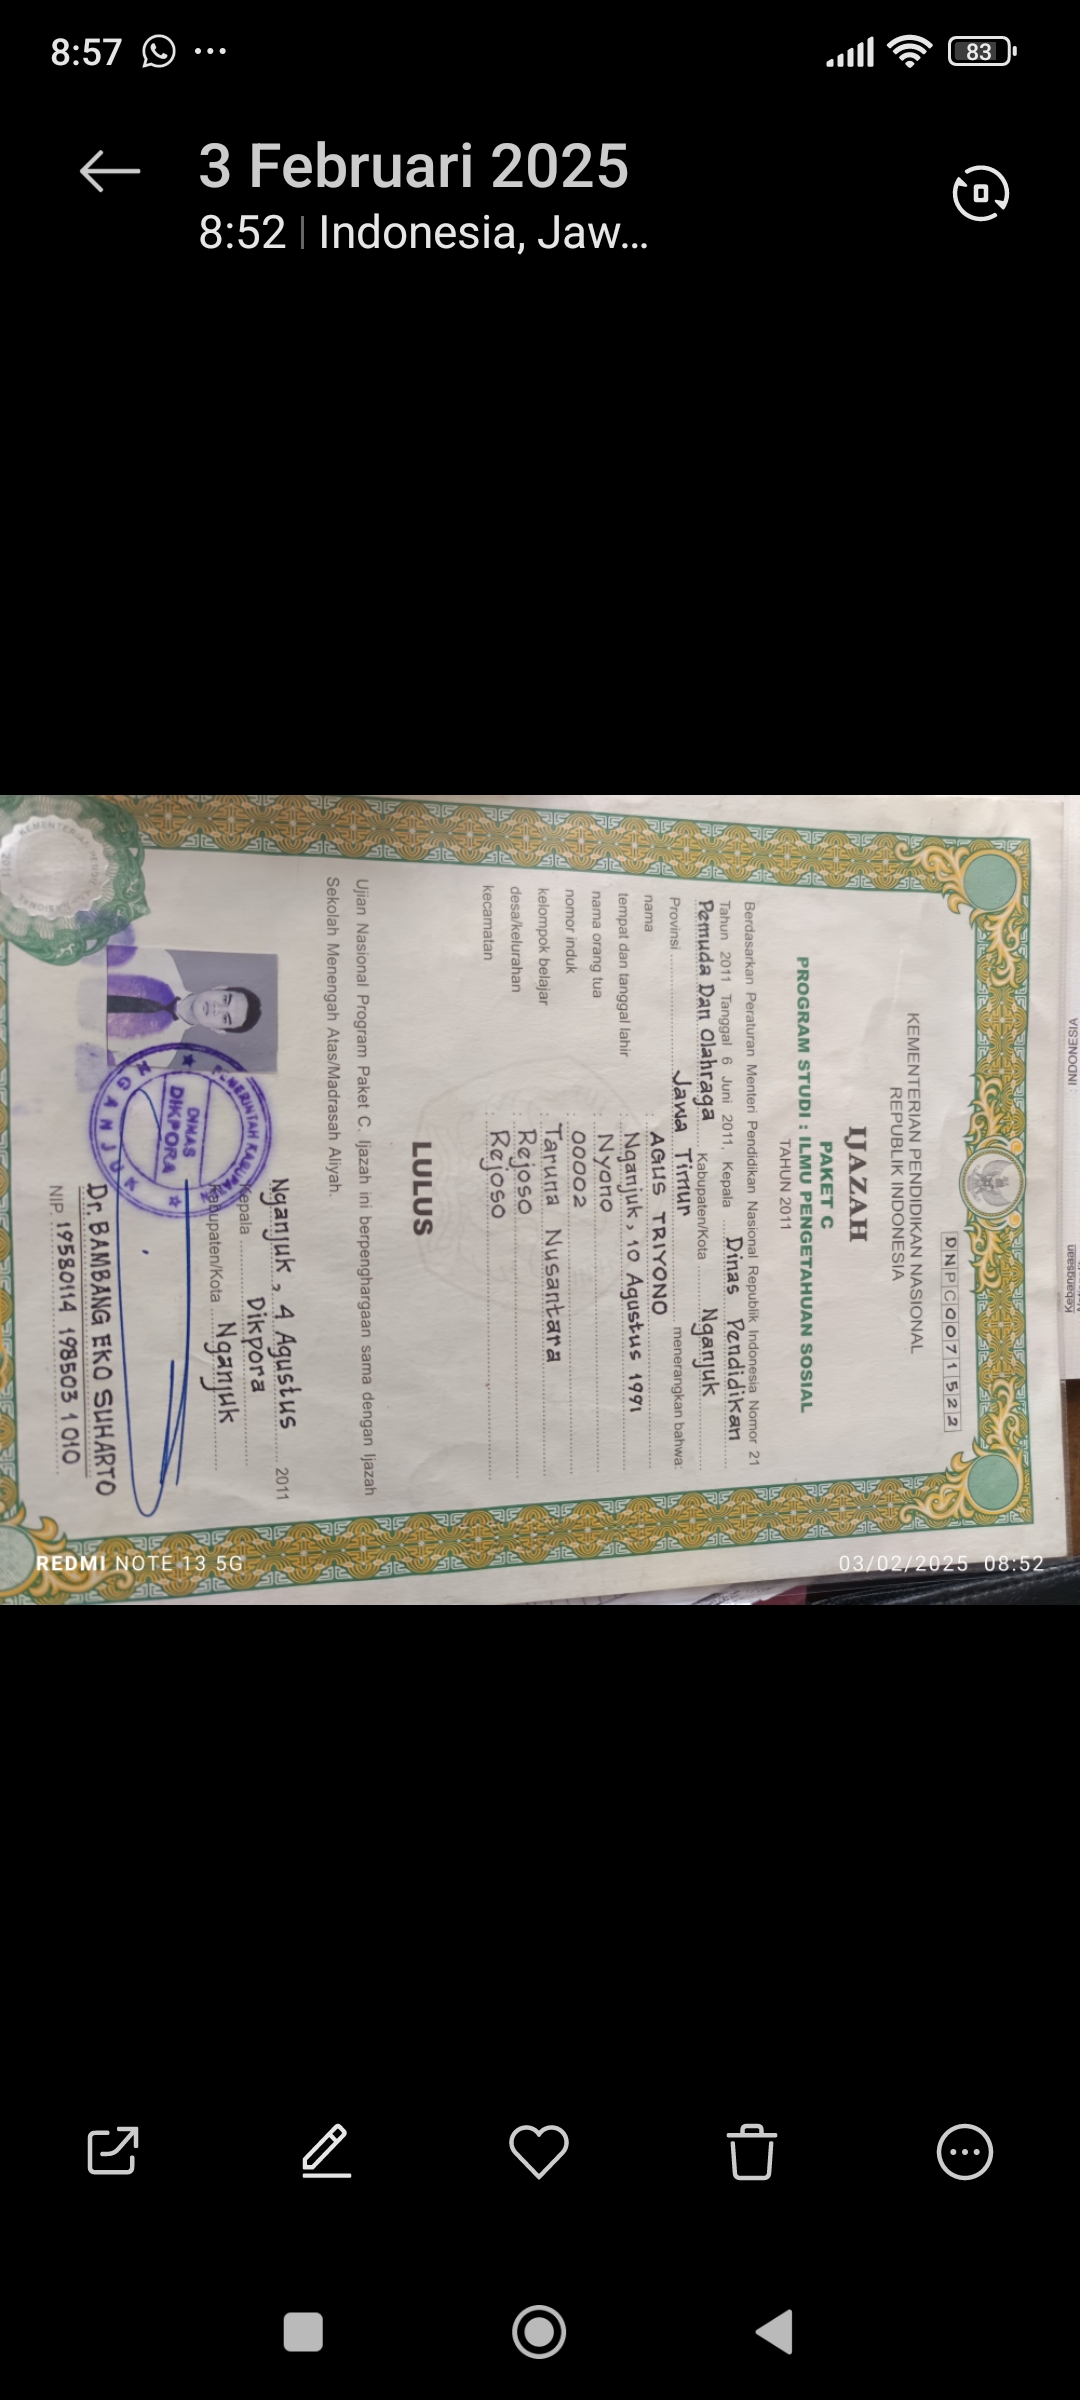 8:57
83
3 Februari 2025
8:52 | Indonesia, Jaw...
INDONESIA
DNPC0071522
KEMENTERIAN PENDIDIKAN NASIONAL
REPUBLIK INDONESIA
IJAZAH
PAKET C
PROGRAM STUDI : ILMU PENGETAHUAN SOSIAL
TAHUN 2011
Berdasarkan Peraturan Menteri Pendidikan Nasional Republik Indonesia Nomor 21
Tahun 2011 Tanggal 6 Juni 2011, Kepala Dinas Pendidikan
Pemuda Dan Olahraga Kabupaten/Kota Nganjuk
Provinsi Jawa Timur menerangkan bahwa:
nama : AGUS TRIYONO
tempat dan tanggal lahir : Nganjuk, 10 Agustus 1991
nama orang tua : Nyono
nomor induk : 00002
kelompok belajar : Taruna Nusantara
desa/kelurahan : Rejoso
kecamatan : Rejoso
LULUS
Ujian Nasional Program Paket C. Ijazah ini berpenghargaan sama dengan Ijazah
Sekolah Menengah Atas/Madrasah Aliyah.
Nganjuk, 4 Agustus 2011
Kepala Dikpora
Kabupaten/Kota Nganjuk
PEMERINTAH KABUPATEN
DINAS
DIKPORA
NGANJUK
Dr. BAMBANG EKO SUHARTO
NIP. 19580114 198503 1 010
REDMI NOTE 13 5G
03/02/2025 08:52